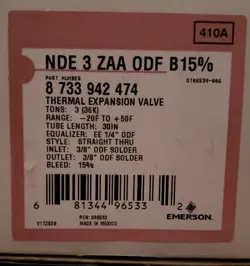 410A
NDE 3 ZAA ODF B15%
PART NUMBER
8 733 942 474
THERMAL EXPANSION VALVE
TONS: 3 (36K)
RANGE: -20F TO +50F
TUBE LENGTH: 30IN
EQUALIZER: EE 1/4" ODF
STYLE: STRAIGHT THRU
INLET: 3/8" ODF SOLDER
OUTLET: 3/8" ODF SOLDER
BLEED: 15%
6 81344 96533 2
EMERSON.
PCN: 096533
MADE IN MEXICO